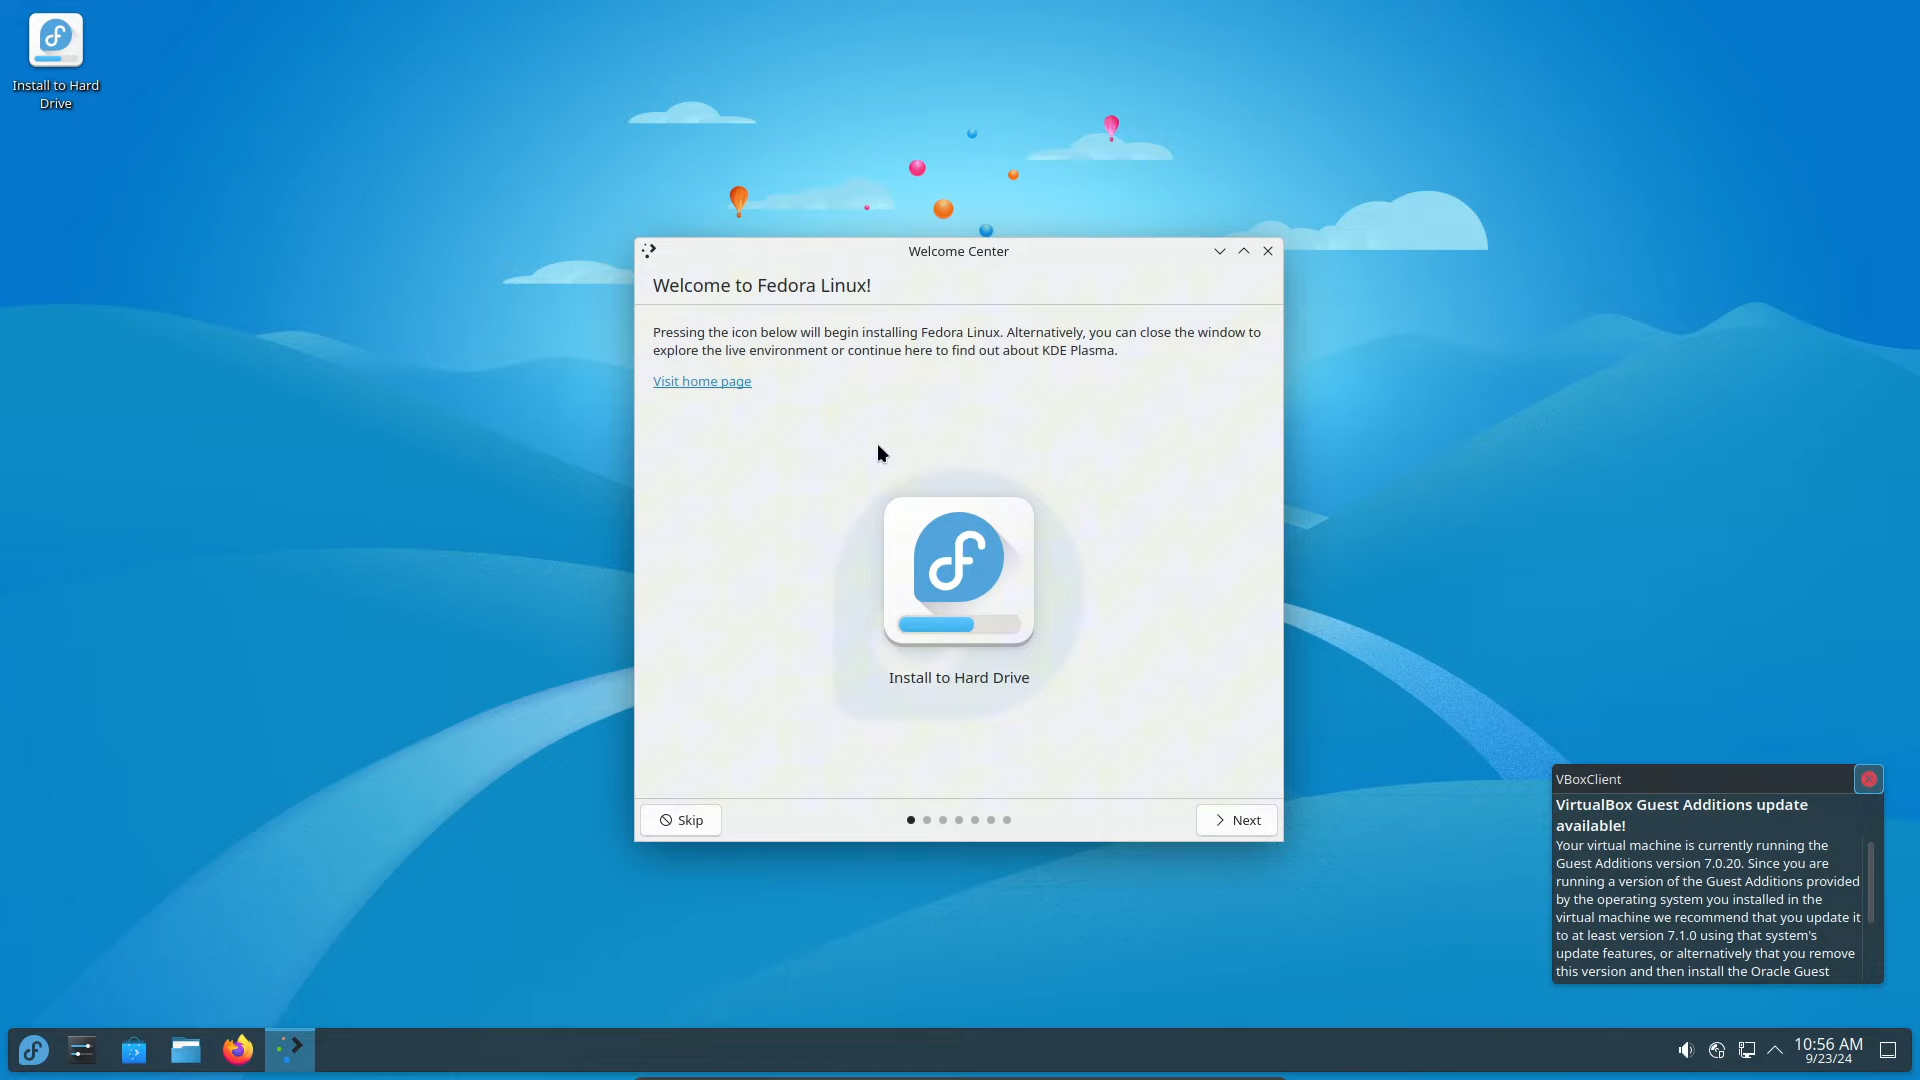 Install to Hard
Drive
Welcome Center
Welcome to Fedora Linux!
Pressing the icon below will begin installing Fedora Linux. Alternatively, you can close the window to
explore the live environment or continue here to find out about KDE Plasma.
Visit home page
Install to Hard Drive
Skip
Next
VBoxClient
VirtualBox Guest Additions update
available!
Your virtual machine is currently running the
Guest Additions version 7.0.20. Since you are
running a version of the Guest Additions provided
by the operating system you installed in the
virtual machine we recommend that you update it
to at least version 7.1.0 using that system's
update features, or alternatively that you remove
this version and then install the Oracle Guest
10:56 AM
9/23/24